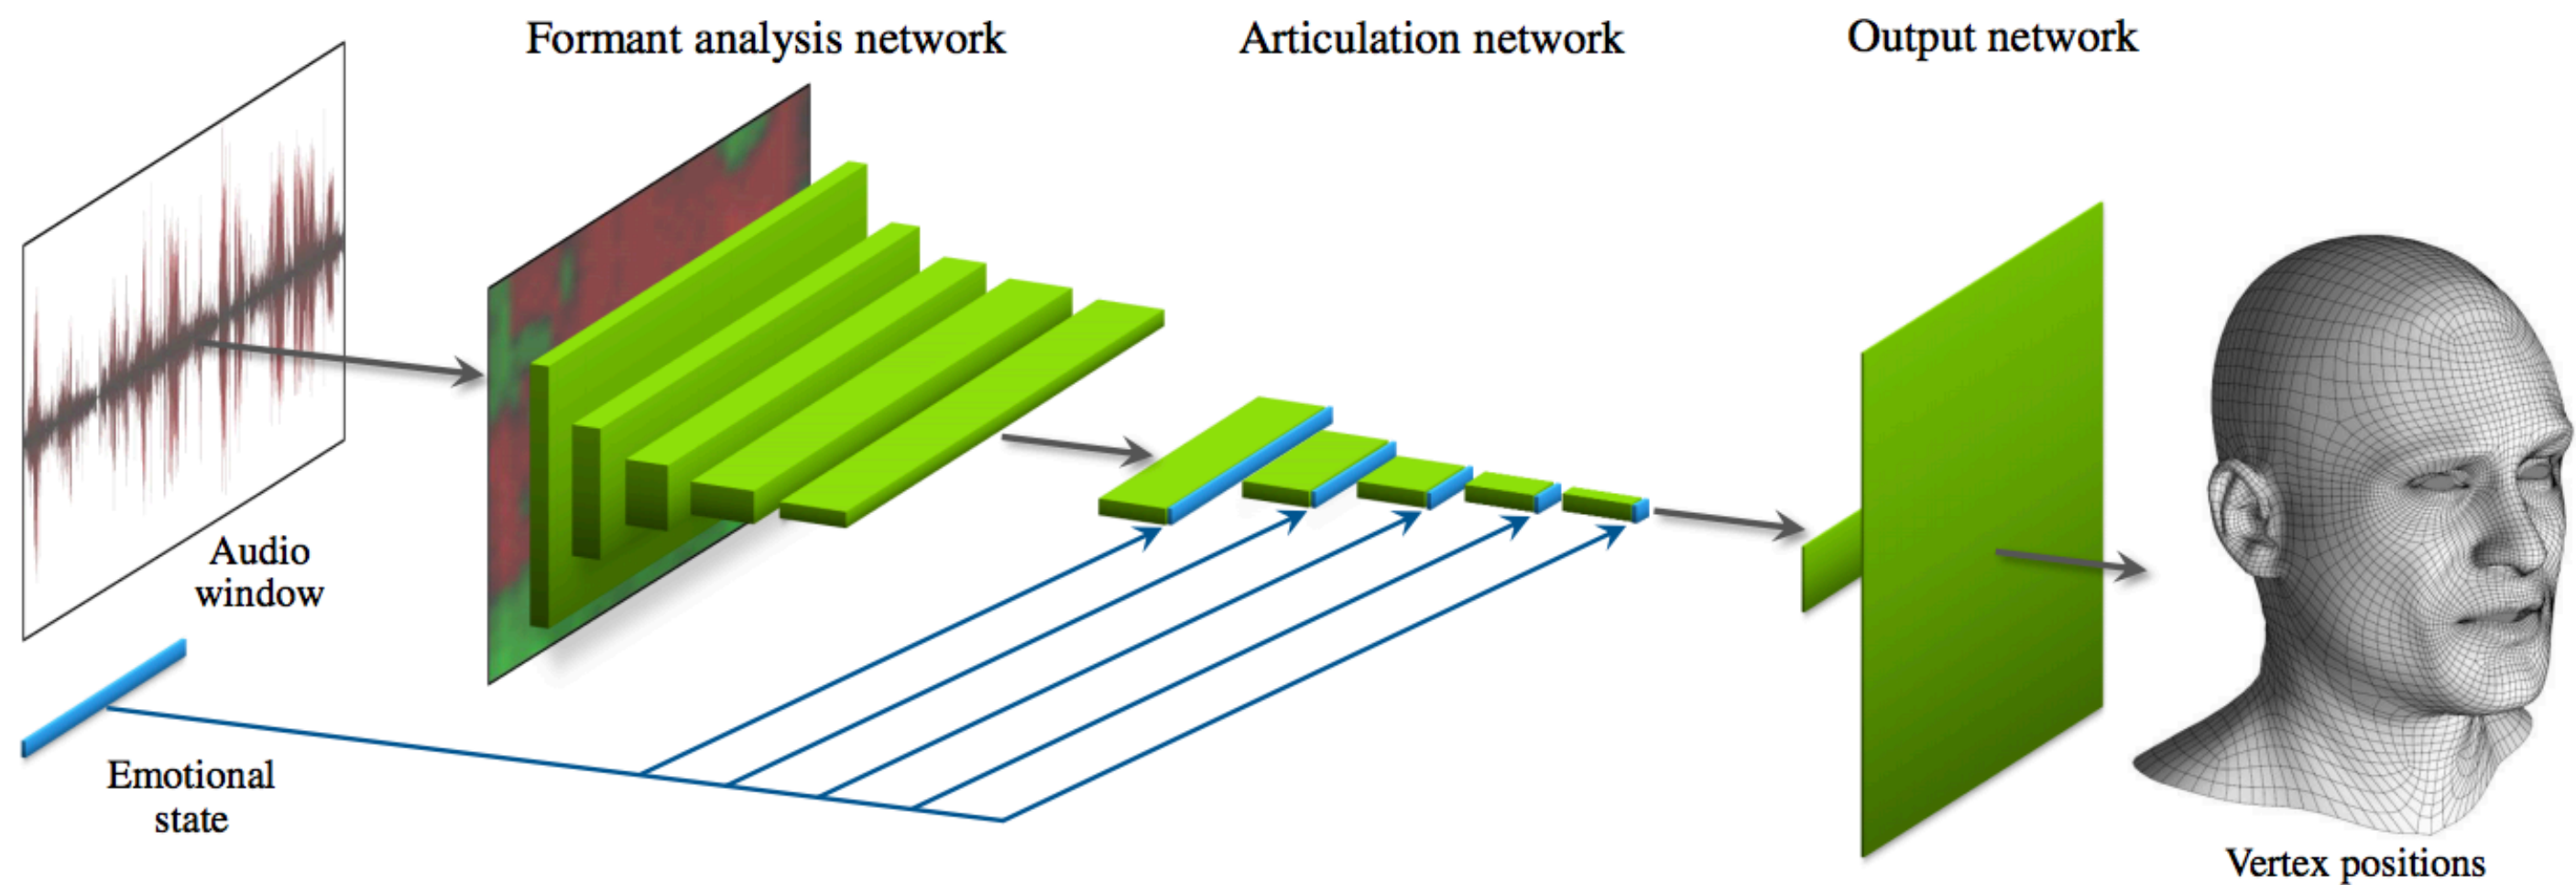 Formant analysis network
Articulation network
Output network
Audio
window
Emotional
state
Vertex positions